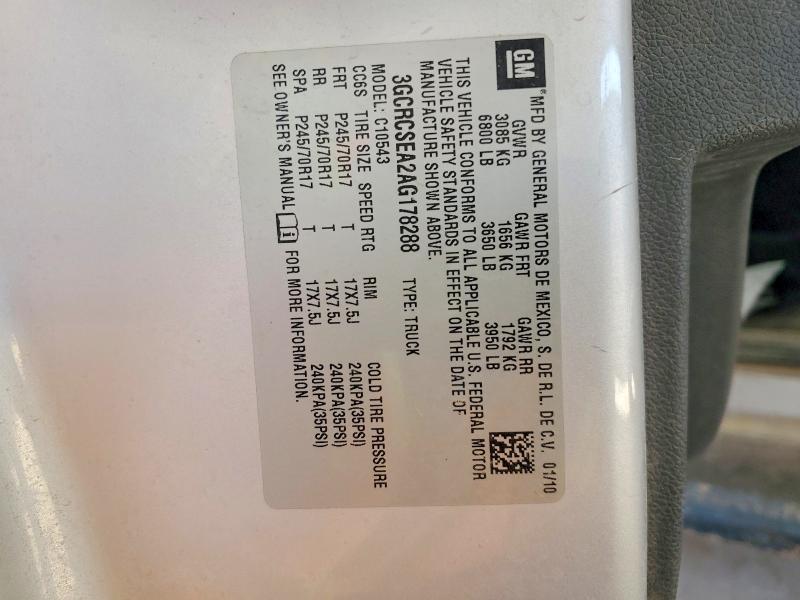 GM
MFD BY GENERAL MOTORS DE MEXICO, S. DE R.L. DE C.V. 01/10
GVWR GAWR FRT GAWR RR
3085 KG 1656 KG 1792 KG
6800 LB 3650 LB 3950 LB
THIS VEHICLE CONFORMS TO ALL APPLICABLE U.S. FEDERAL MOTOR
VEHICLE SAFETY STANDARDS IN EFFECT ON THE DATE OF
MANUFACTURE SHOWN ABOVE.
3GCRCSEA2AG178288 TYPE: TRUCK
MODEL: C10543
CC6S TIRE SIZE SPEED RTG RIM COLD TIRE PRESSURE
FRT P245/70R17 T 17X7.5J 240KPA(35PSI)
RR P245/70R17 T 17X7.5J 240KPA(35PSI)
SPA P245/70R17 T 17X7.5J 240KPA(35PSI)
SEE OWNER'S MANUAL i FOR MORE INFORMATION.